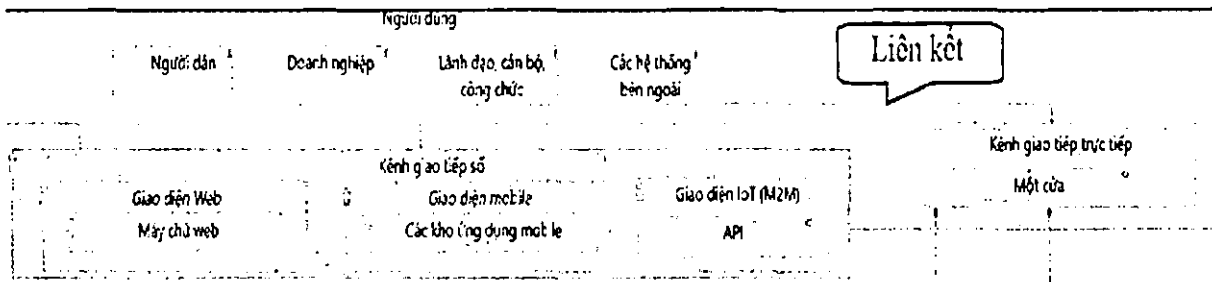 Người dùng
Người dân
Doanh nghiệp
Lãnh đạo, cán bộ,
công chức
Các hệ thống
bên ngoài
Liên kết
Kênh giao tiếp trực tiếp
Một cửa
Kênh giao tiếp số
Giao diện Web
Máy chủ web
Giao diện mobile
Các kho ứng dụng mobile
Giao diện IoT (M2M)
API